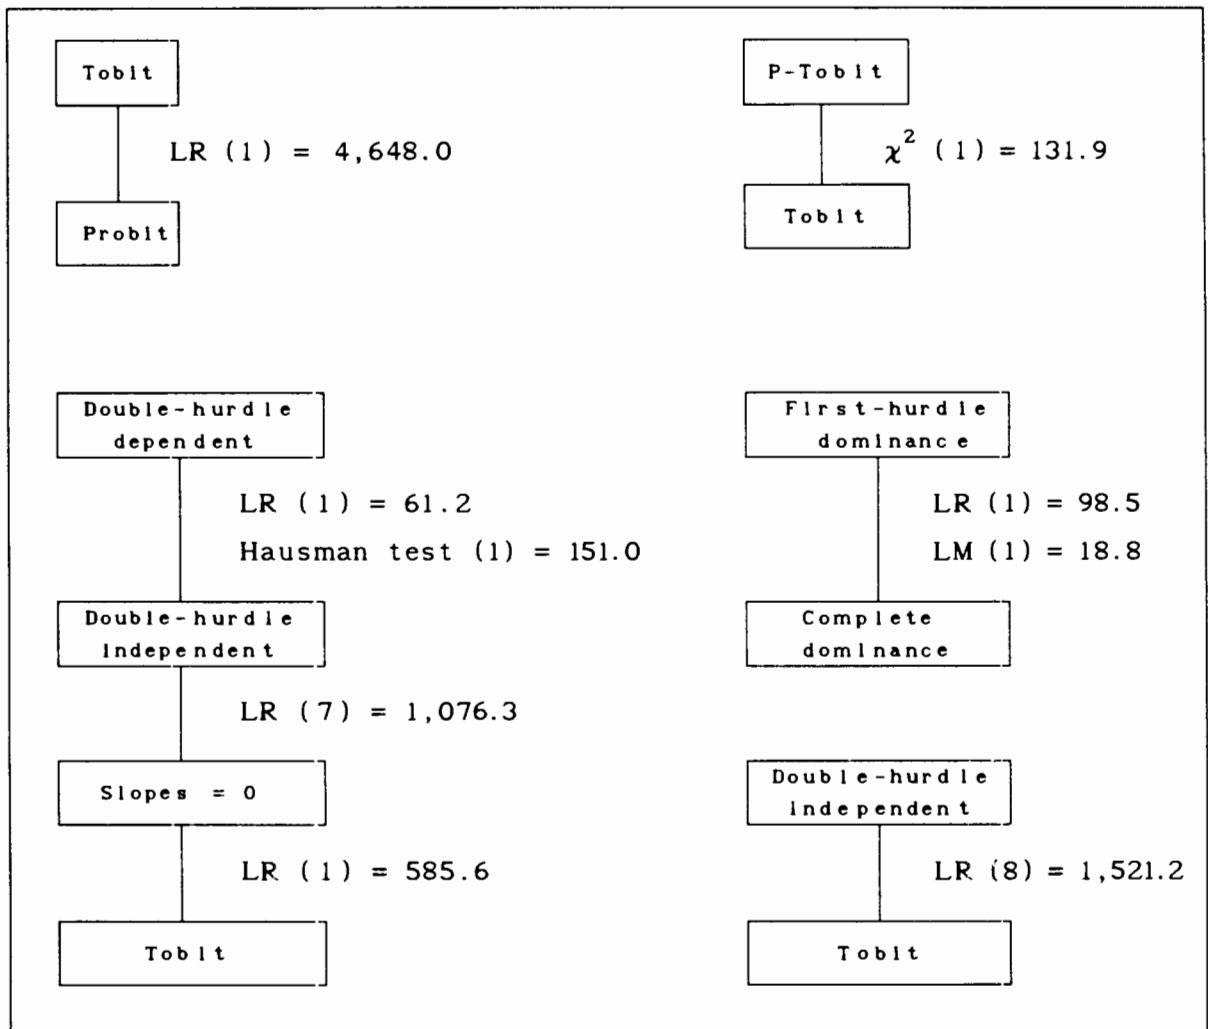 Tobit
LR (1) = 4,648.0
Probit
P-Tobit
χ² (1) = 131.9
Tobit
Double-hurdle
dependent
LR (1) = 61.2
Hausman test (1) = 151.0
Double-hurdle
independent
LR (7) = 1,076.3
Slopes = 0
LR (1) = 585.6
Tobit
First-hurdle
dominance
LR (1) = 98.5
LM (1) = 18.8
Complete
dominance
Double-hurdle
independent
LR (8) = 1,521.2
Tobit